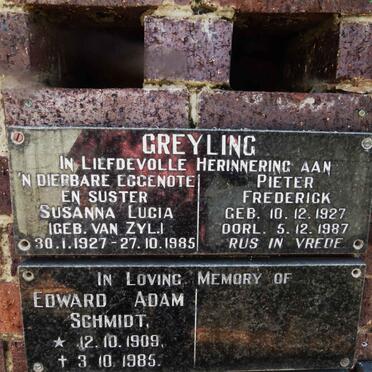 GREYLING
IN LIEFDEVOLLE HERINNERING AAN
'N DIERBARE EGGENOTE
EN SUSTER
SUSANNA LUCIA
(GEB. VAN ZYL.)
30.1.1927 - 27.10.1985
PIETER
FREDERICK
GEB. 10.12.1927
OORL. 5.12.1987
RUS IN VREDE
IN LOVING MEMORY OF
EDWARD ADAM
SCHMIDT,
* 12.10.1909,
† 3.10.1985.